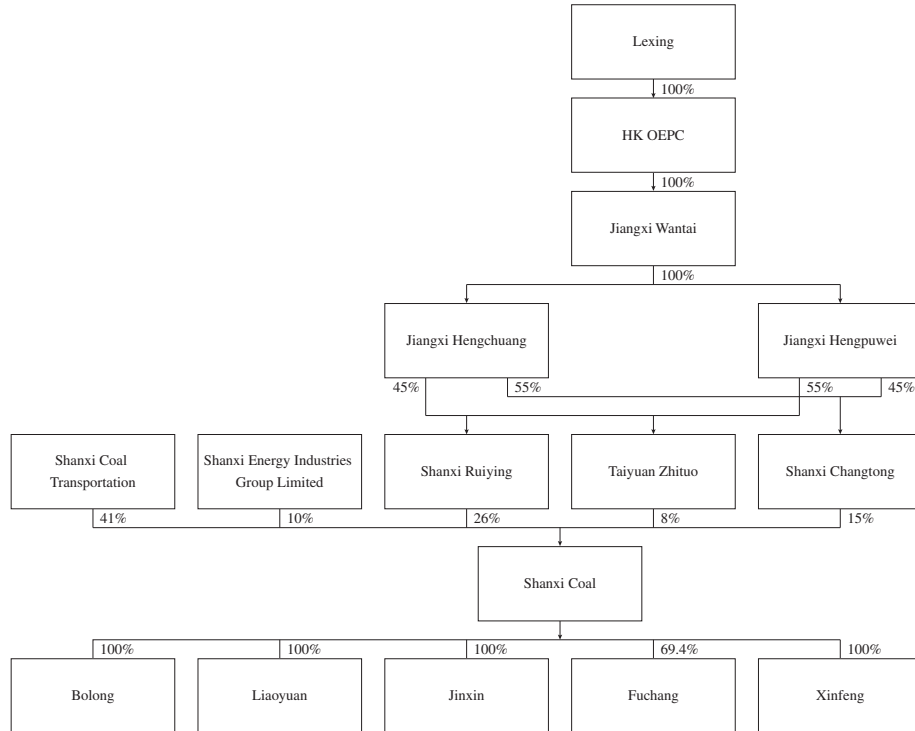 Lexing
100%
HK OEPC
100%
Jiangxi Wantai
100%
Jiangxi Hengchuang
Jiangxi Hengpuwei
45%
55%
55%
45%
Shanxi Coal
Transportation
Shanxi Energy Industries
Group Limited
Shanxi Ruiying
Taiyuan Zhituo
Shanxi Changtong
41%
10%
26%
8%
15%
Shanxi Coal
100%
100%
100%
69.4%
100%
Bolong
Liaoyuan
Jinxin
Fuchang
Xinfeng